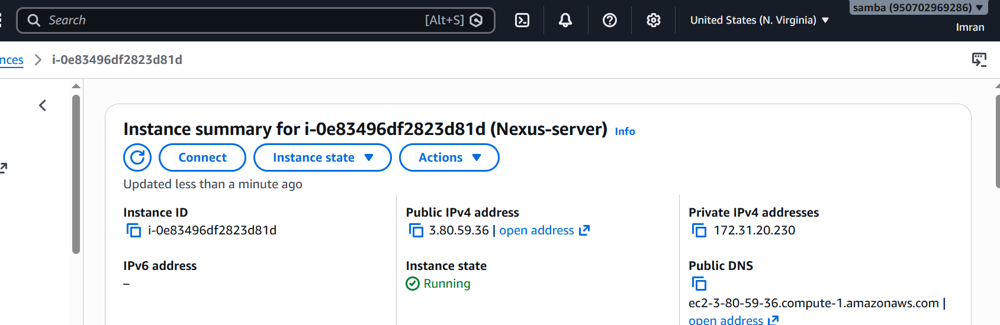 Search [Alt+S] United States (N. Virginia) samba (950702969286)
Imran
nces > i-0e83496df2823d81d
Instance summary for i-0e83496df2823d81d (Nexus-server) Info
Connect Instance state Actions
Updated less than a minute ago
Instance ID
i-0e83496df2823d81d
Public IPv4 address
3.80.59.36 | open address
Private IPv4 addresses
172.31.20.230
IPv6 address
–
Instance state
Running
Public DNS
ec2-3-80-59-36.compute-1.amazonaws.com |
open address